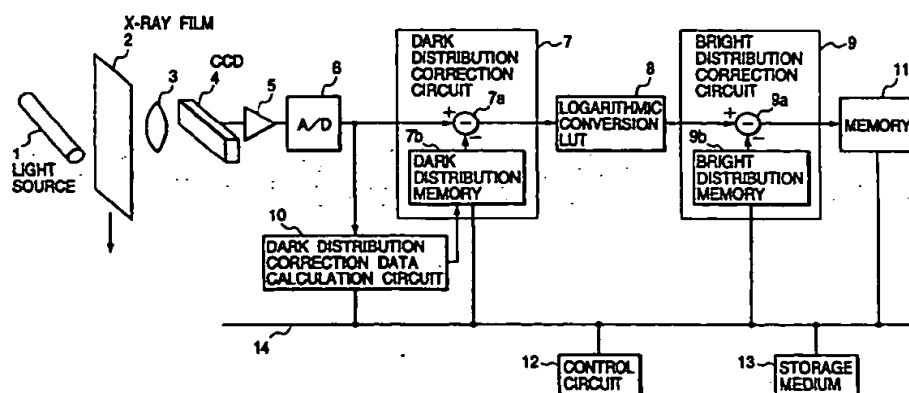 X-RAY FILM
2
3
CCD
4
5
6
A/D
DARK
DISTRIBUTION
CORRECTION
CIRCUIT
7
+
−
7a
−
7b
DARK
DISTRIBUTION
MEMORY
8
LOGARITHMIC
CONVERSION
LUT
BRIGHT
DISTRIBUTION
CORRECTION
CIRCUIT
9
+
−
9a
−
9b
BRIGHT
DISTRIBUTION
MEMORY
11
MEMORY
1
LIGHT
SOURCE
10
DARK DISTRIBUTION
CORRECTION DATA
CALCULATION CIRCUIT
14
12
CONTROL
CIRCUIT
13
STORAGE
MEDIUM